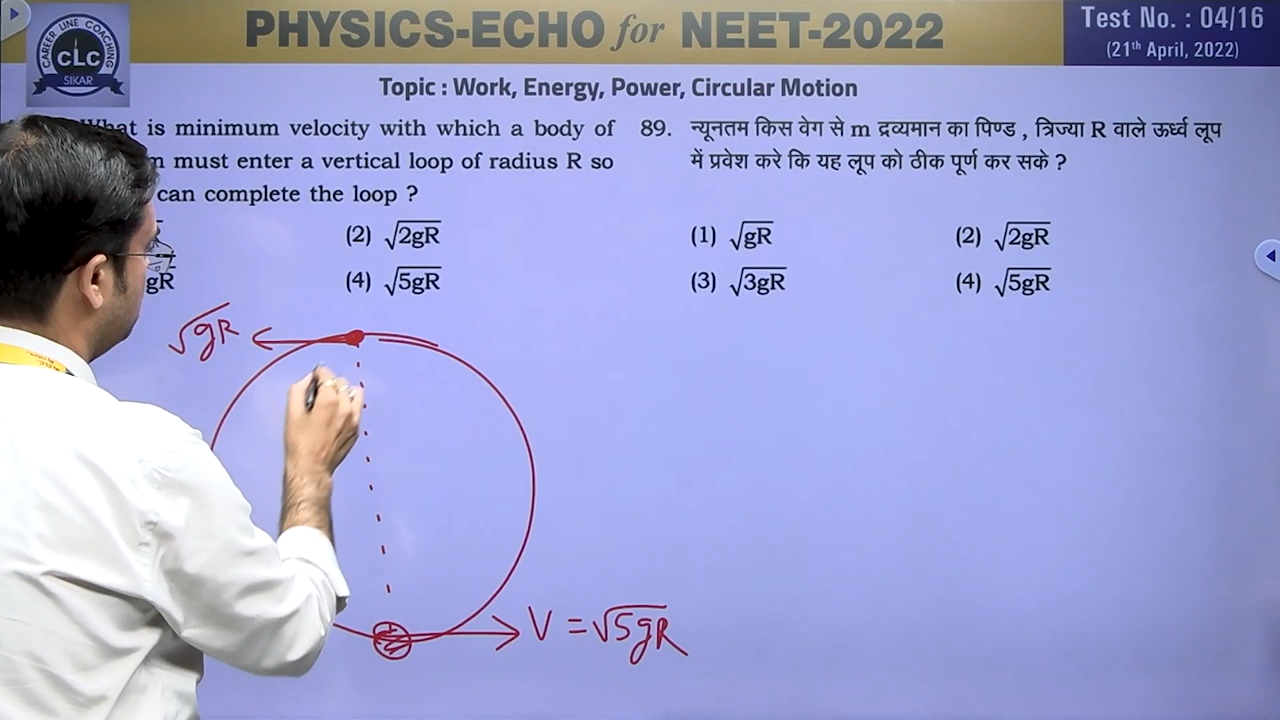 CAREER LINE COACHING
CLC
SIKAR
PHYSICS-ECHO for NEET-2022
Test No. : 04/16
(21th April, 2022)
Topic : Work, Energy, Power, Circular Motion
What is minimum velocity with which a body of
m must enter a vertical loop of radius R so
can complete the loop ?
(2) √2gR
gR
(4) √5gR
89. न्यूनतम किस वेग से m द्रव्यमान का पिण्ड , त्रिज्या R वाले ऊर्ध्व लूप
में प्रवेश करे कि यह लूप को ठीक पूर्ण कर सके ?
(1) √gR
(2) √2gR
(3) √3gR
(4) √5gR
√gR
V = √5gR